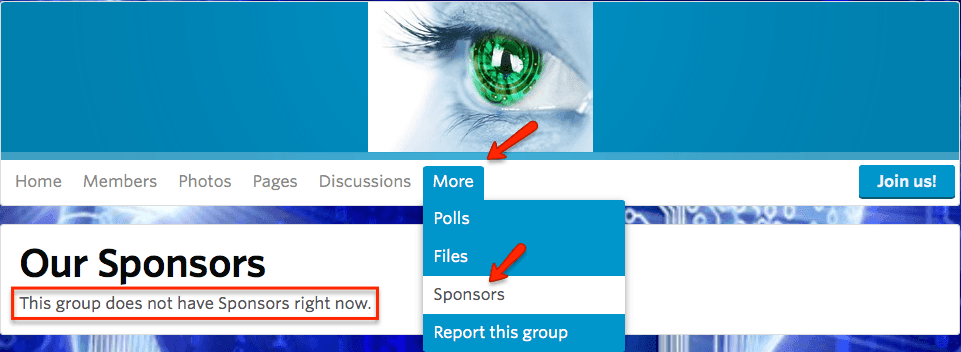 Home Members Photos Pages Discussions More Join us!
Polls
Files
Sponsors
Report this group
Our Sponsors
This group does not have Sponsors right now.